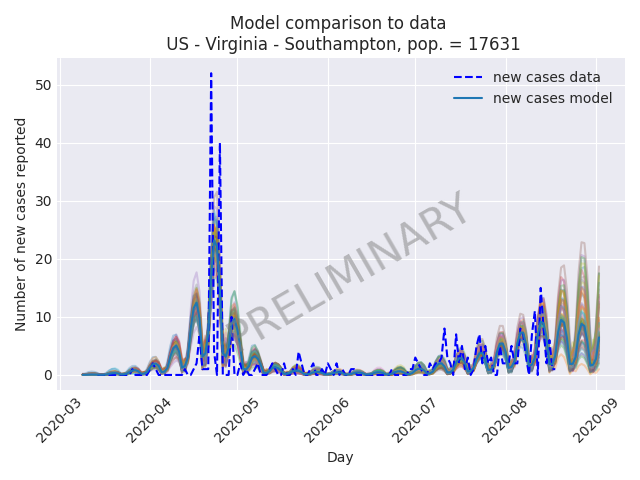 Model comparison to data
US - Virginia - Southampton, pop. = 17631
new cases data
new cases model
Number of new cases reported
50
40
30
20
10
0
PRELIMINARY
2020-03
2020-04
2020-05
2020-06
2020-07
2020-08
2020-09
Day